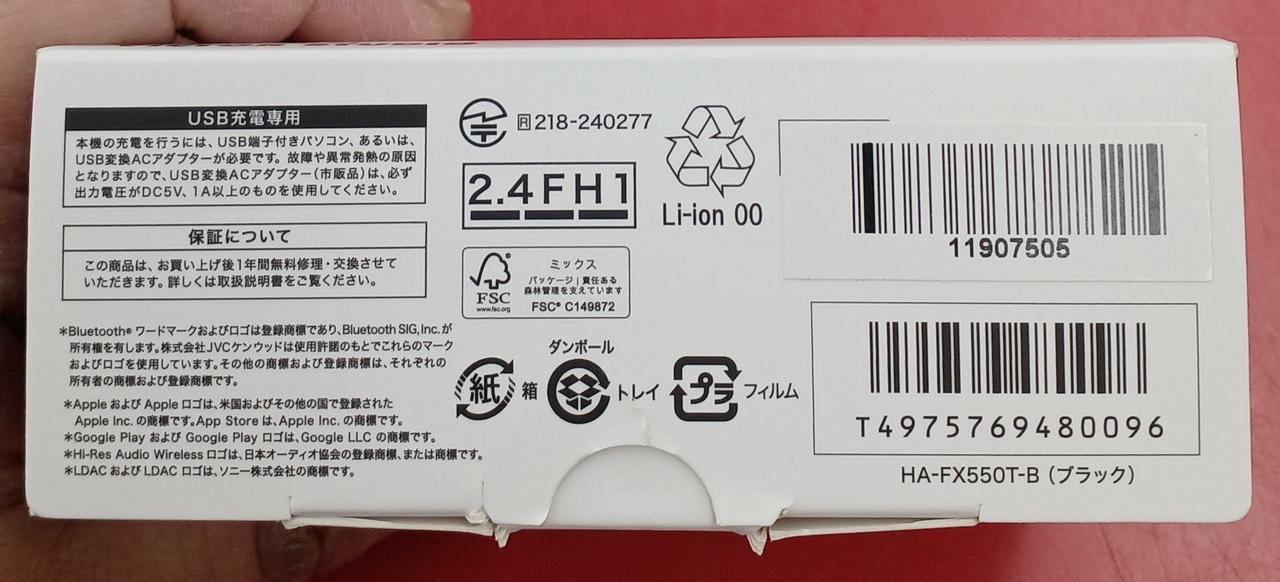 USB充電専用
本機の充電を行うには、USB端子付きパソコン、あるいは、
USB変換ACアダプターが必要です。故障や異常発熱の原因
となりますので、USB変換ACアダプター(市販品)は、必ず
出力電圧がDC5V、1A以上のものを使用してください。
保証について
この商品は、お買い上げ後1年間無料修理・交換させて
いただきます。詳しくは取扱説明書をご覧ください。
*Bluetooth® ワードマークおよびロゴは登録商標であり、Bluetooth SIG, Inc. が
所有権を有します。株式会社JVCケンウッドは使用許諾のもとでこれらのマーク
およびロゴを使用しています。その他の商標および登録商標は、それぞれの
所有者の商標および登録商標です。
*Apple および Apple ロゴは、米国およびその他の国で登録された
Apple Inc. の商標です。App Store は、Apple Inc. の商標です。
*Google Play および Google Play ロゴは、Google LLC の商標です。
*Hi-Res Audio Wireless ロゴは、日本オーディオ協会の登録商標、または商標です。
*LDAC および LDAC ロゴは、ソニー株式会社の商標です。
R 218-240277
2.4FH1
Li-ion 00
FSC
www.fsc.org
ミックス
パッケージ | 責任ある
森林管理を支えています
FSC® C149872
紙 箱
ダンボール
トレイ
プラ フィルム
11907505
T4975769480096
HA-FX550T-B (ブラック)